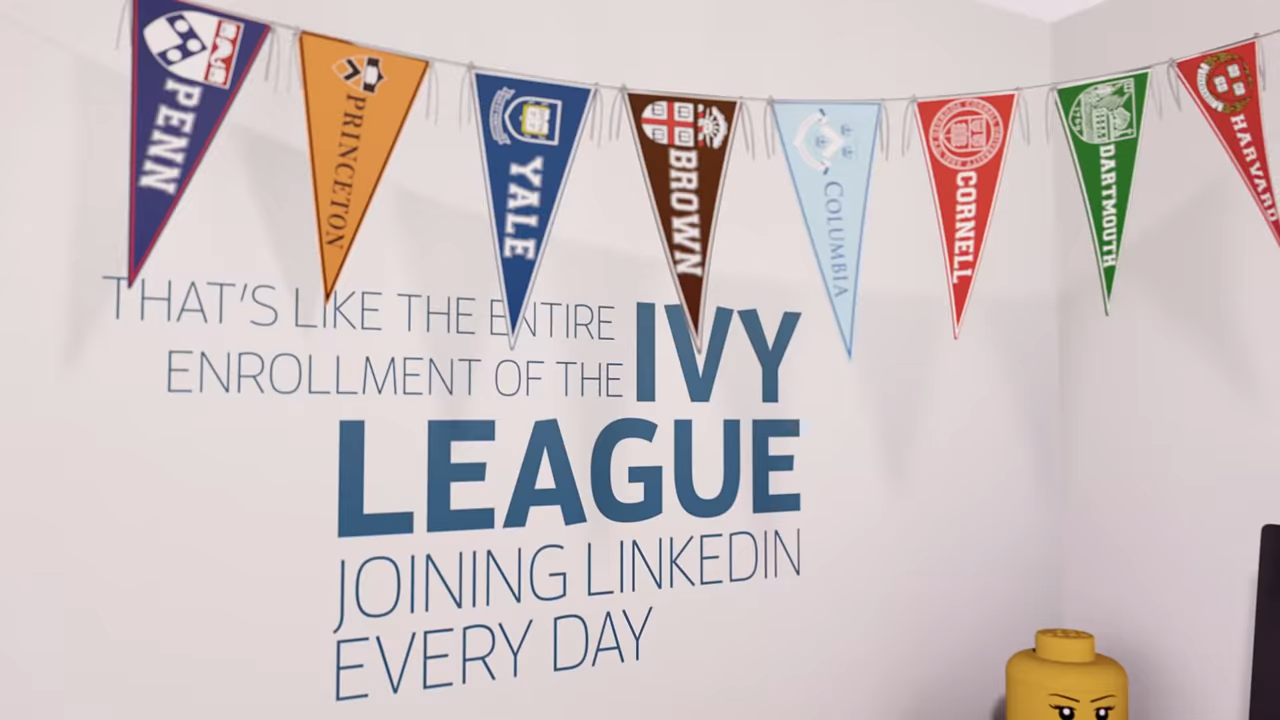 PENN
PRINCETON
YALE
BROWN
COLUMBIA
CORNELL
DARTMOUTH
HARVARD
THAT'S LIKE THE ENTIRE
ENROLLMENT OF THE IVY
LEAGUE
JOINING LINKEDIN
EVERY DAY